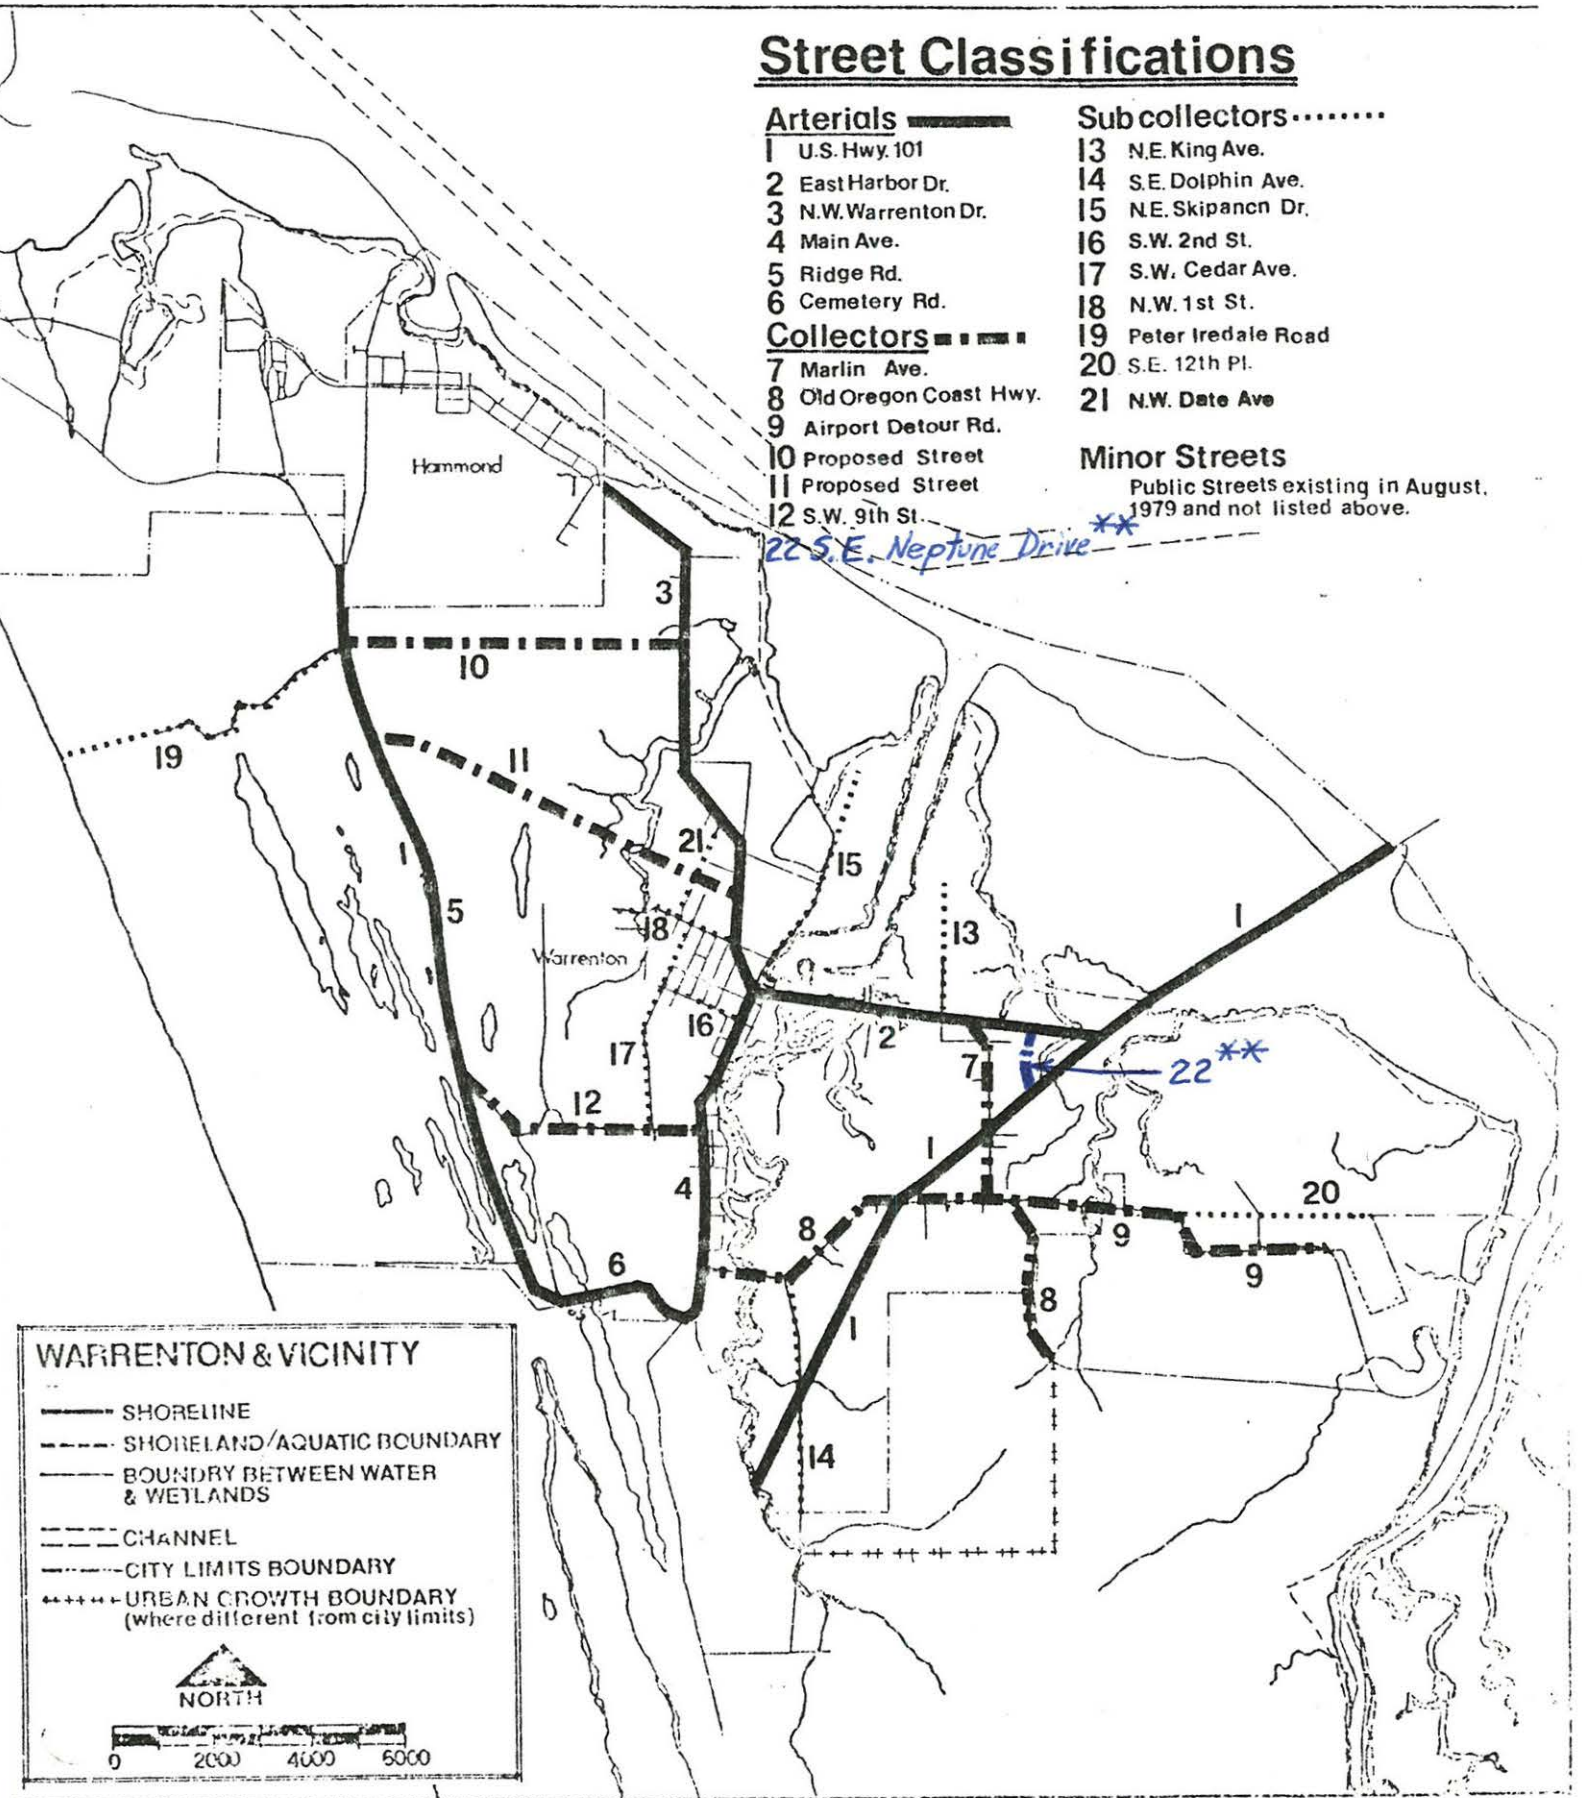 Street Classifications
Arterials
1 U.S. Hwy. 101
2 East Harbor Dr.
3 N.W. Warrenton Dr.
4 Main Ave.
5 Ridge Rd.
6 Cemetery Rd.
Collectors
7 Marlin Ave.
8 Old Oregon Coast Hwy.
9 Airport Detour Rd.
10 Proposed Street
11 Proposed Street
12 S.W. 9th St.
22 S.E. Neptune Drive **
Subcollectors
13 N.E. King Ave.
14 S.E. Dolphin Ave.
15 N.E. Skipancn Dr.
16 S.W. 2nd St.
17 S.W. Cedar Ave.
18 N.W. 1st St.
19 Peter Iredale Road
20 S.E. 12th Pl.
21 N.W. Date Ave
Minor Streets
Public Streets existing in August,
1979 and not listed above.
Hammond
3
10
19
11
21
15
1
5
18
13
1
Warrenton
16
2
17
7
22 **
12
1
4
20
8
9
6
9
8
1
14
WARRENTON & VICINITY
SHORELINE
SHORELAND/AQUATIC BOUNDARY
BOUNDRY BETWEEN WATER
& WETLANDS
CHANNEL
CITY LIMITS BOUNDARY
URBAN GROWTH BOUNDARY
(where different from city limits)
NORTH
0 2000 4000 6000